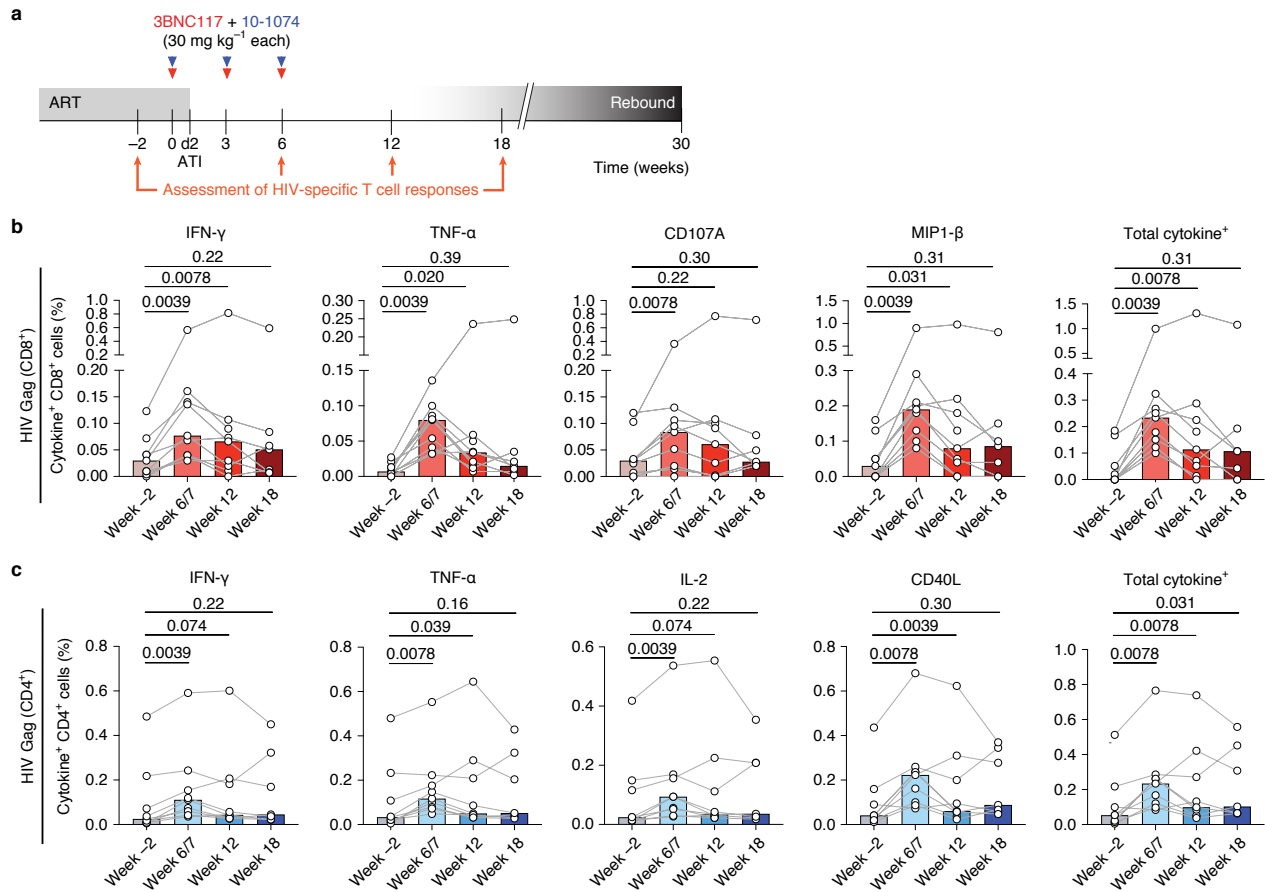 a
3BNC117 + 10-1074
(30 mg kg⁻¹ each)
ART
Rebound
–2 0 d2 3 6 12 18 30
ATI
Time (weeks)
Assessment of HIV-specific T cell responses
b
HIV Gag (CD8⁺)
Cytokine⁺ CD8⁺ cells (%)
IFN-γ
0.22
0.0078
0.0039
1.0
0.8
0.6
0.4
0.2
0.20
0.15
0.10
0.05
0.00
Week –2 Week 6/7 Week 12 Week 18
TNF-α
0.39
0.020
0.0039
0.30
0.25
0.20
0.15
0.10
0.05
0.00
Week –2 Week 6/7 Week 12 Week 18
CD107A
0.30
0.22
0.0078
1.0
0.8
0.6
0.4
0.2
0.20
0.15
0.10
0.05
0.00
Week –2 Week 6/7 Week 12 Week 18
MIP1-β
0.31
0.031
0.0039
1.5
1.0
0.5
0.3
0.2
0.1
0.0
Week –2 Week 6/7 Week 12 Week 18
Total cytokine⁺
0.31
0.0078
0.0039
1.5
1.0
0.5
0.4
0.3
0.2
0.1
0.0
Week –2 Week 6/7 Week 12 Week 18
c
HIV Gag (CD4⁺)
Cytokine⁺ CD4⁺ cells (%)
IFN-γ
0.22
0.074
0.0039
0.8
0.6
0.4
0.2
0.0
Week –2 Week 6/7 Week 12 Week 18
TNF-α
0.16
0.039
0.0078
0.8
0.6
0.4
0.2
0.0
Week –2 Week 6/7 Week 12 Week 18
IL-2
0.22
0.074
0.0039
0.6
0.4
0.2
0.0
Week –2 Week 6/7 Week 12 Week 18
CD40L
0.30
0.0039
0.0078
0.8
0.6
0.4
0.2
0.0
Week –2 Week 6/7 Week 12 Week 18
Total cytokine⁺
0.031
0.0078
0.0078
1.0
0.8
0.6
0.4
0.2
0.0
Week –2 Week 6/7 Week 12 Week 18